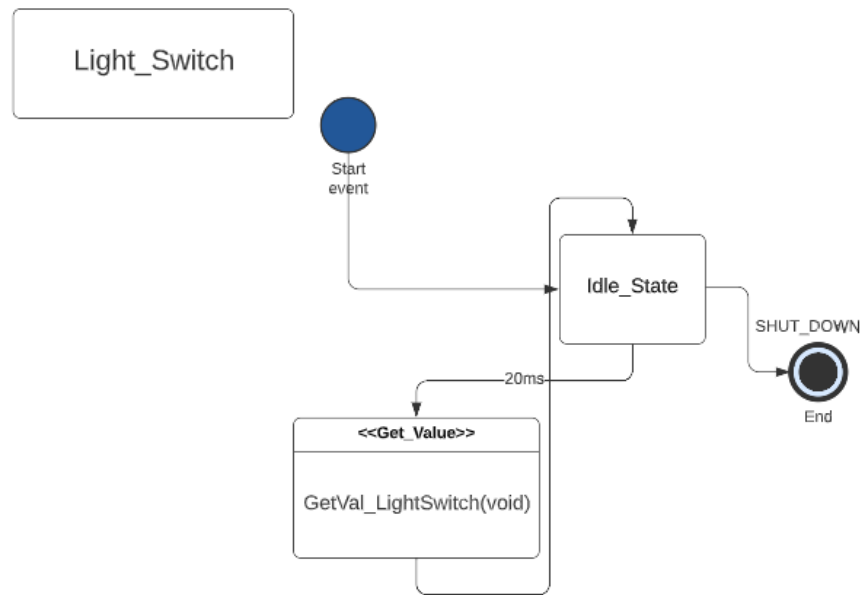 Light_Switch
Start
event
Idle_State
SHUT_DOWN
20ms
End
<<Get_Value>>
GetVal_LightSwitch(void)